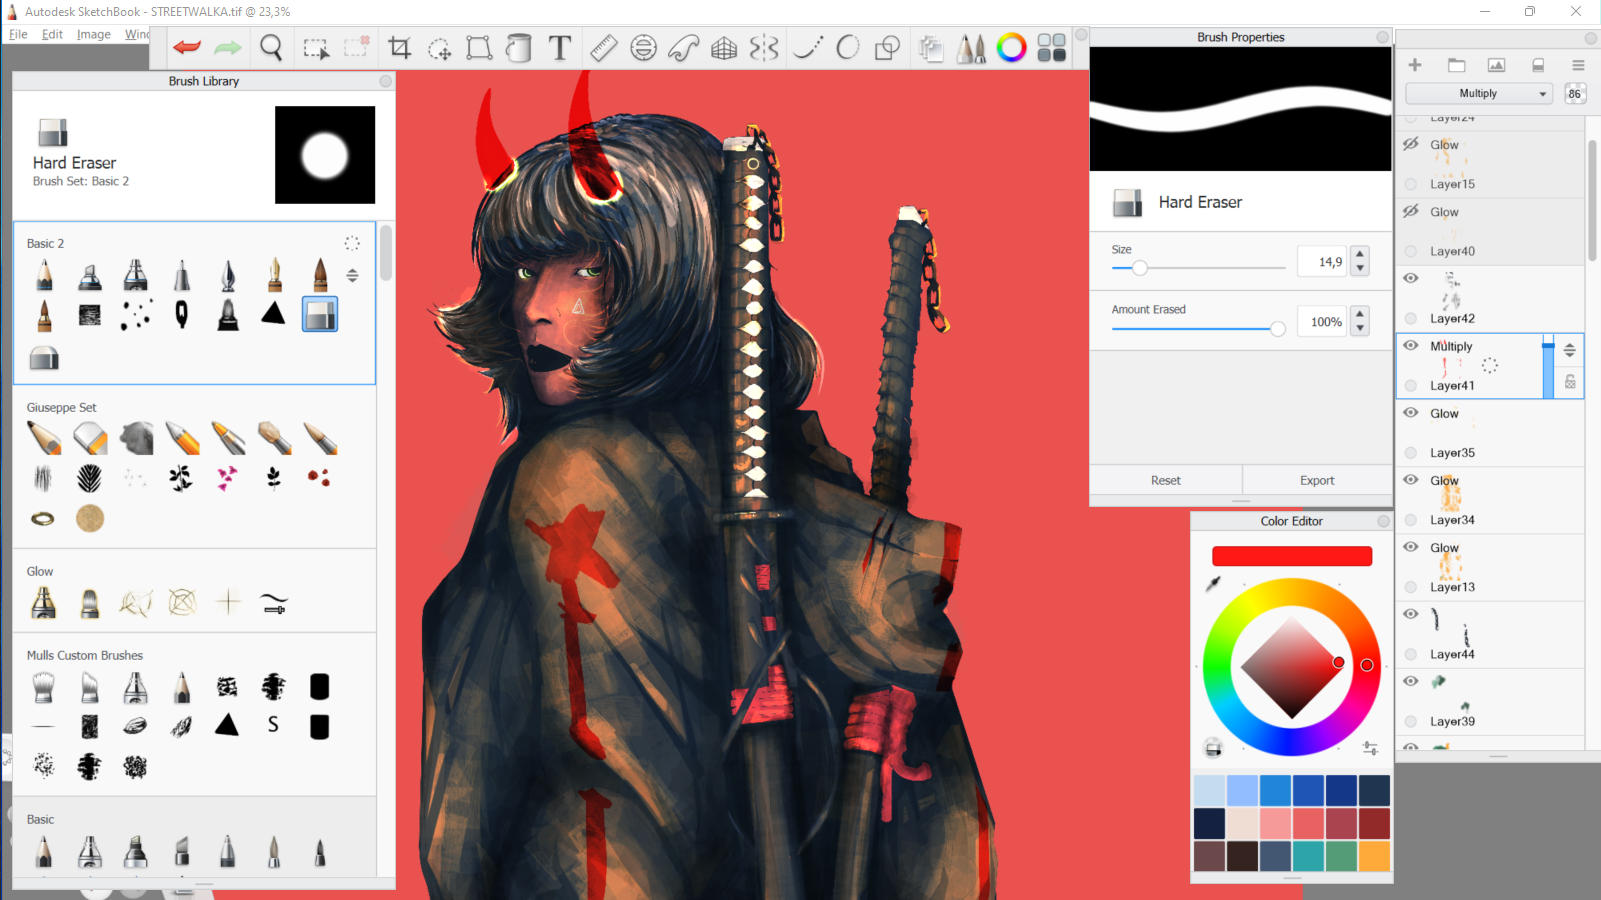 Autodesk SketchBook - STREETWALKA.tif @ 23,3%
File Edit Image
T
Brush Library
Hard Eraser
Brush Set: Basic 2
Basic 2
Giuseppe Set
Glow
Mulls Custom Brushes
S
Basic
Brush Properties
Hard Eraser
Size
14,9
Amount Erased
100%
Reset Export
Color Editor
Multiply 86
Layer24
Glow
Layer15
Glow
Layer40
Layer42
Multiply
Layer41
Glow
Layer35
Glow
Layer34
Glow
Layer13
Layer44
Layer39